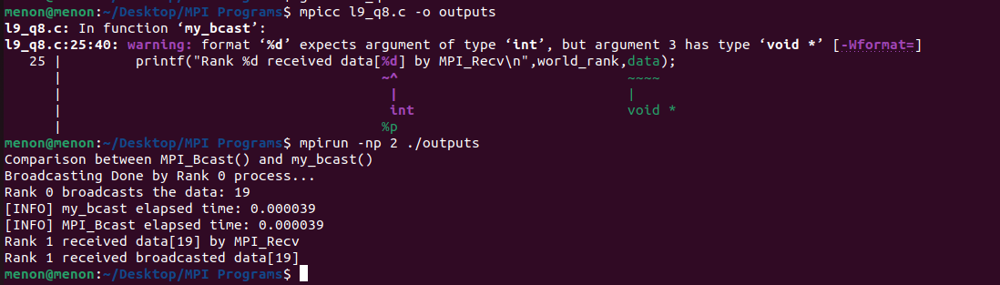 menon@menon:~/Desktop/MPI Programs$ mpicc l9_q8.c -o outputs
l9_q8.c: In function ‘my_bcast’:
l9_q8.c:25:40: warning: format ‘%d’ expects argument of type ‘int’, but argument 3 has type ‘void *’ [-Wformat=]
   25 |         printf("Rank %d received data[%d] by MPI_Recv\n",world_rank,data);
      |                                       ~^                            ~~~~
      |                                        |                            |
      |                                        int                          void *
      |                                       %p
menon@menon:~/Desktop/MPI Programs$ mpirun -np 2 ./outputs
Comparison between MPI_Bcast() and my_bcast()
Broadcasting Done by Rank 0 process...
Rank 0 broadcasts the data: 19
[INFO] my_bcast elapsed time: 0.000039
[INFO] MPI_Bcast elapsed time: 0.000039
Rank 1 received data[19] by MPI_Recv
Rank 1 received broadcasted data[19]
menon@menon:~/Desktop/MPI Programs$